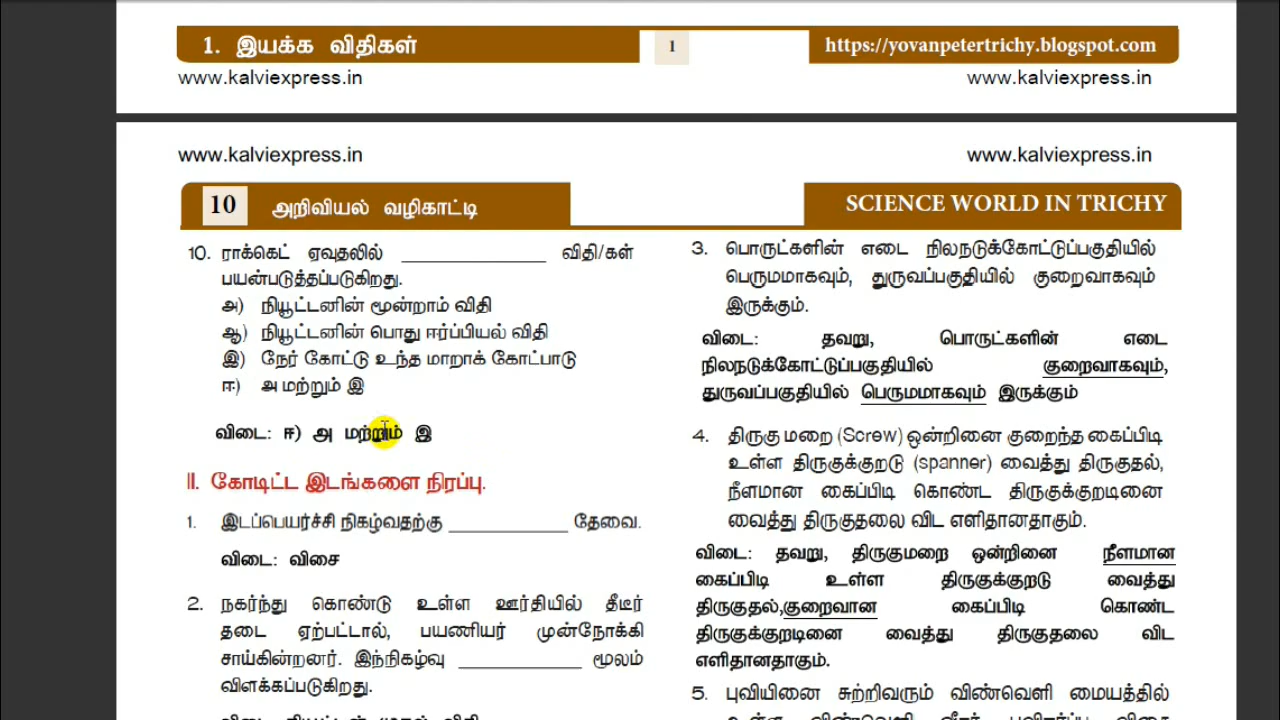 1. இயக்க விதிகள்
1
https://yovanpetertrichy.blogspot.com
www.kalviexpress.in
www.kalviexpress.in
www.kalviexpress.in
www.kalviexpress.in
10
அறிவியல் வழிகாட்டி
SCIENCE WORLD IN TRICHY
10. ராக்கெட் ஏவுதலில் ______________ விதி/கள்
பயன்படுத்தப்படுகிறது.
அ) நியூட்டனின் மூன்றாம் விதி
ஆ) நியூட்டனின் பொது ஈர்ப்பியல் விதி
இ) நேர் கோட்டு உந்த மாறாக் கோட்பாடு
ஈ) அ மற்றும் இ
விடை: ஈ) அ மற்றும் இ
II. கோடிட்ட இடங்களை நிரப்பு.
1. இடப்பெயர்ச்சி நிகழ்வதற்கு ____________ தேவை.
விடை: விசை
2. நகர்ந்து கொண்டு உள்ள ஊர்தியில் தீடீர்
தடை ஏற்பட்டால், பயணியர் முன்நோக்கி
சாய்கின்றனர். இந்நிகழ்வு ____________ மூலம்
விளக்கப்படுகிறது.
3. பொருட்களின் எடை நிலநடுக்கோட்டுப்பகுதியில்
பெருமமாகவும், துருவப்பகுதியில் குறைவாகவும்
இருக்கும்.
விடை: தவறு, பொருட்களின் எடை
நிலநடுக்கோட்டுப்பகுதியில் குறைவாகவும்,
துருவப்பகுதியில் பெருமமாகவும் இருக்கும்
4. திருகு மறை (Screw) ஒன்றினை குறைந்த கைப்பிடி
உள்ள திருகுக்குறடு (spanner) வைத்து திருகுதல்,
நீளமான கைப்பிடி கொண்ட திருகுக்குறடினை
வைத்து திருகுதலை விட எளிதானதாகும்.
விடை: தவறு, திருகுமறை ஒன்றினை நீளமான
கைப்பிடி உள்ள திருகுக்குறடு வைத்து
திருகுதல்,குறைவான கைப்பிடி கொண்ட
திருகுக்குறடினை வைத்து திருகுதலை விட
எளிதானதாகும்.
5. புவியினை சுற்றிவரும் விண்வெளி மையத்தில்